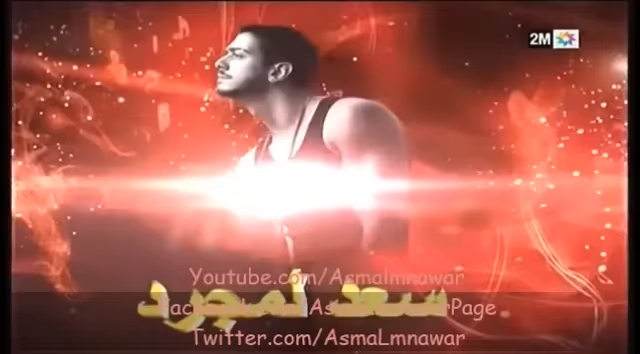 2M
Youtube.com/AsmaLmnawar
سعد لمجرد
Page
Twitter.com/AsmaLmnawar